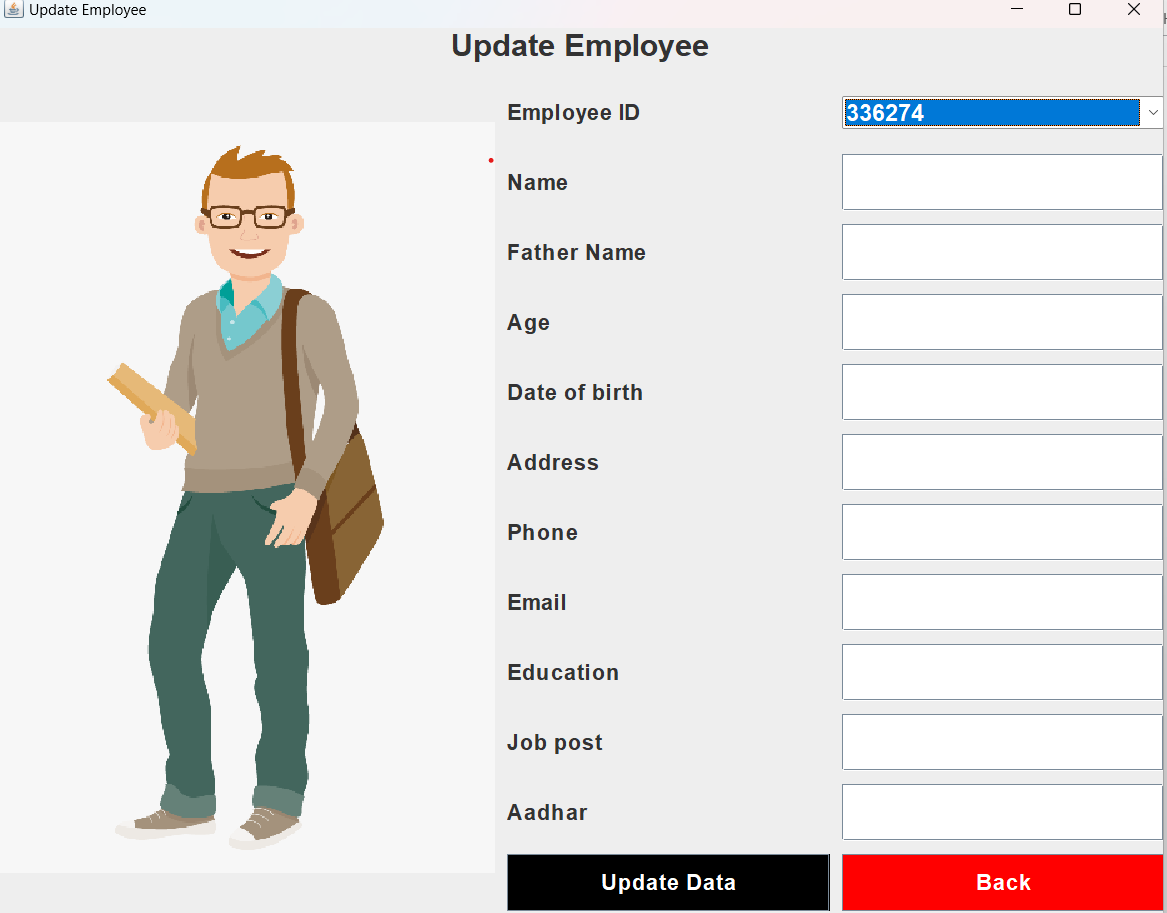 Update Employee
Update Employee
Employee ID
336274
Name
Father Name
Age
Date of birth
Address
Phone
Email
Education
Job post
Aadhar
Update Data
Back